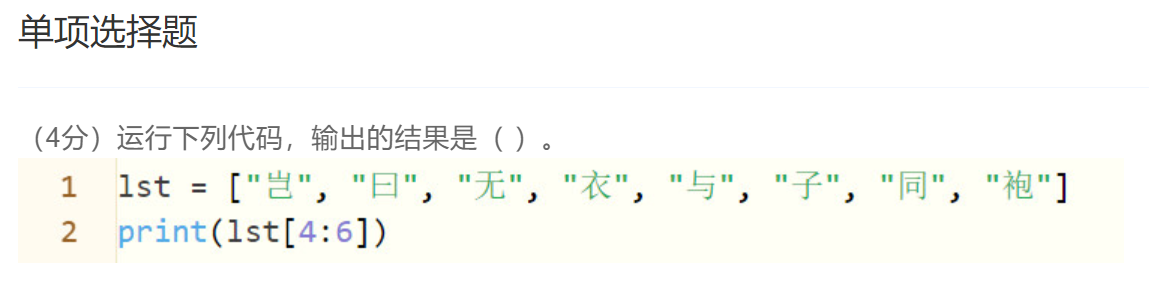 单项选择题
（4分）运行下列代码，输出的结果是（ ）。
1 lst = ["岂", "曰", "无", "衣", "与", "子", "同", "袍"]
2 print(lst[4:6])